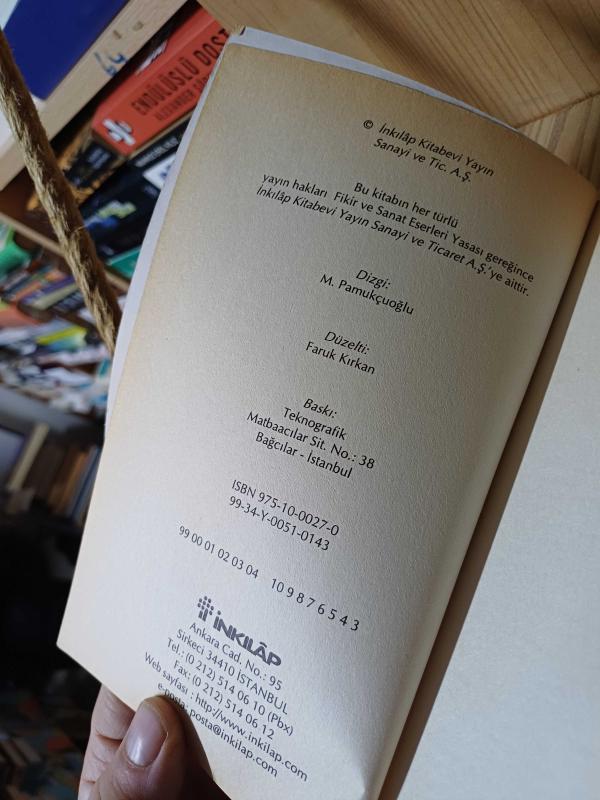 ENDÜLÜSLÜ DOST
© İnkılâp Kitabevi Yayın
Sanayi ve Tic. A.Ş.
Bu kitabın her türlü
yayın hakları Fikir ve Sanat Eserleri Yasası gereğince
İnkılâp Kitabevi Yayın Sanayi ve Ticaret A.Ş.'ye aittir.
Dizgi:
M. Pamukçuoğlu
Düzelti:
Faruk Kırkan
Baskı:
Teknografik
Matbaacılar Sit. No.: 38
Bağcılar - İstanbul
ISBN 975-10-0027-0
99-34-Y-0051-0143
99 00 01 02 03 04 10 9 8 7 6 5 4 3
İNKILÂP
Ankara Cad. No.: 95
Sirkeci 34410 İSTANBUL
Tel.: (0 212) 514 06 10 (Pbx)
Fax: (0 212) 514 06 12
Web sayfası : http://www.inkilap.com
e-posta: posta@inkilap.com